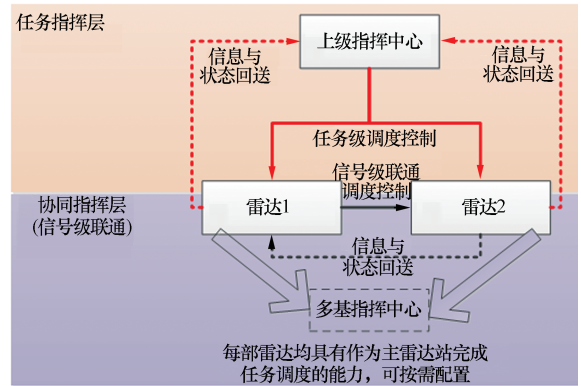 任务指挥层
上级指挥中心
信息与
状态回送
信息与
状态回送
任务级调度控制
信号级联通
调度控制
协同指挥层
(信号级联通)
雷达1
雷达2
信息与
状态回送
多基指挥中心
每部雷达均具有作为主雷达站完成
任务调度的能力，可按需配置